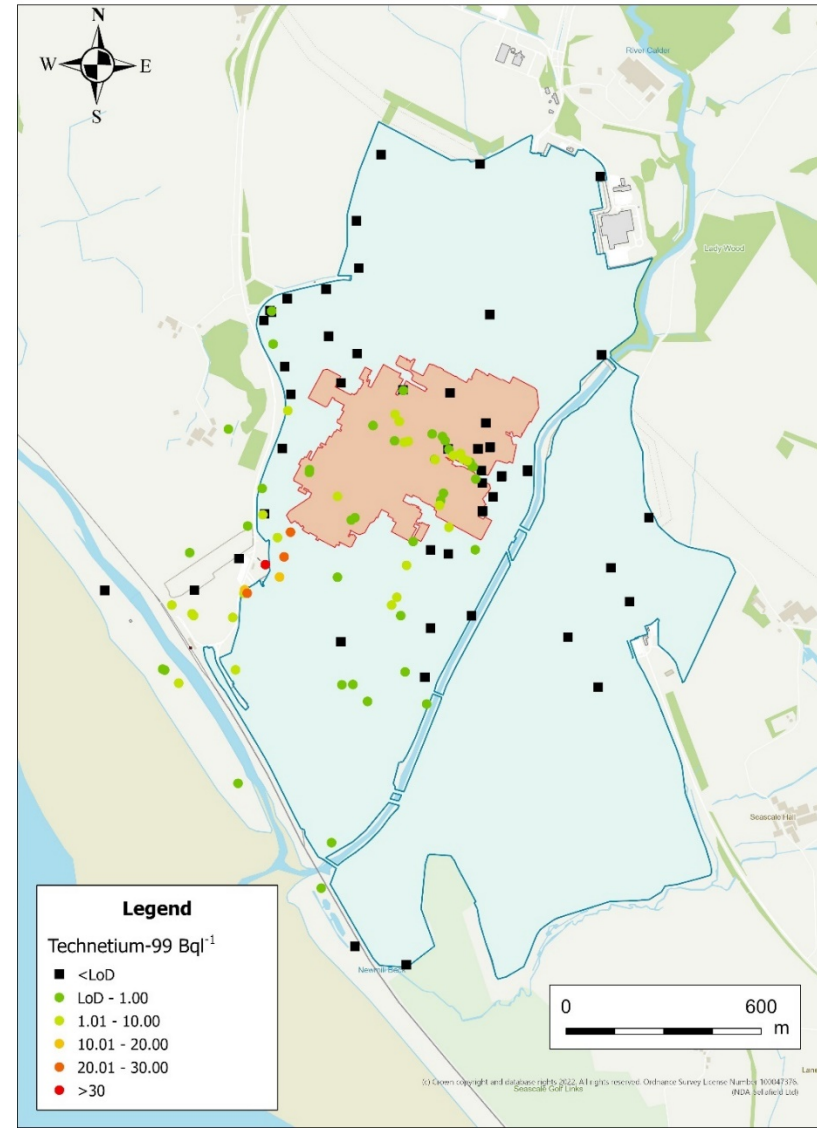 N
W
E
S
River Calder
Lady Wood
Seascale Hall
Newmill Beck
Legend
Technetium-99 Bql⁻¹
<LoD
LoD - 1.00
1.01 - 10.00
10.01 - 20.00
20.01 - 30.00
>30
0
600
m
(c) Crown copyright and database rights 2022. All rights reserved. Ordnance Survey License Number 100047376.
(NDA Sellafield Ltd)
Seascale Golf Links
Lane